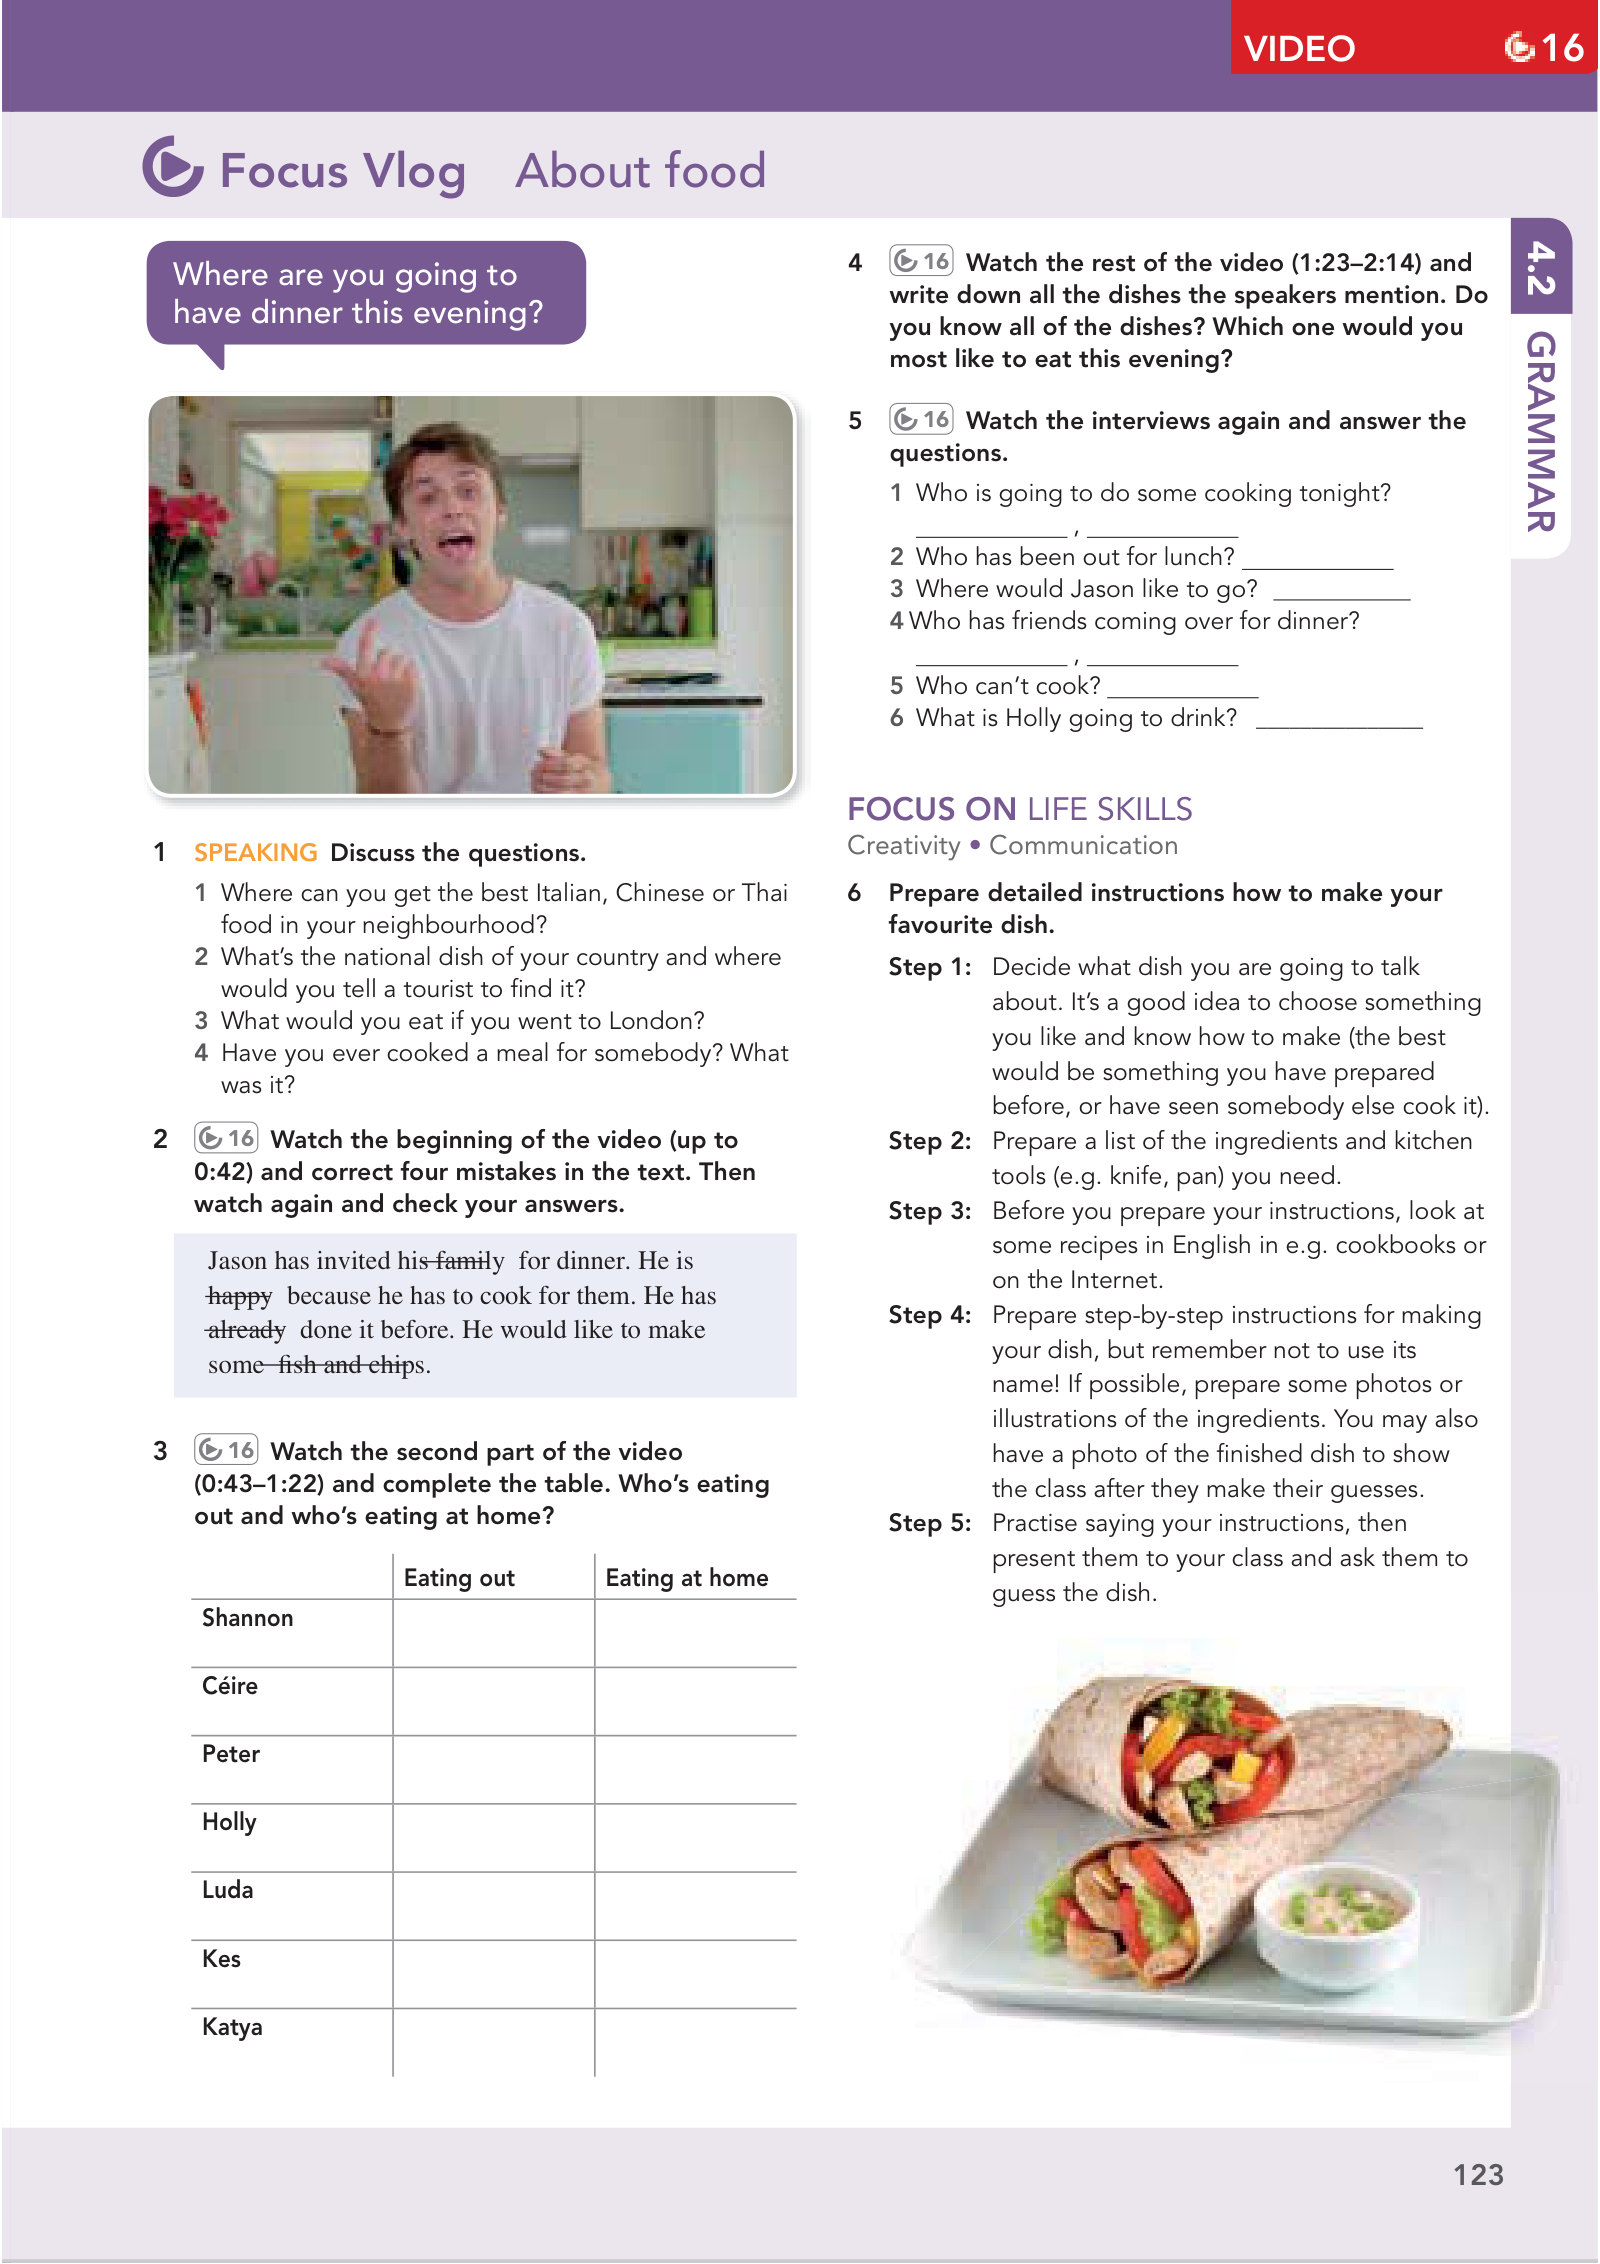 VIDEO 16
Focus Vlog About food
Where are you going to
have dinner this evening?
1 SPEAKING Discuss the questions.
1 Where can you get the best Italian, Chinese or Thai
food in your neighbourhood?
2 What's the national dish of your country and where
would you tell a tourist to find it?
3 What would you eat if you went to London?
4 Have you ever cooked a meal for somebody? What
was it?
2 16 Watch the beginning of the video (up to
0:42) and correct four mistakes in the text. Then
watch again and check your answers.
Jason has invited his family for dinner. He is
happy because he has to cook for them. He has
already done it before. He would like to make
some fish and chips.
3 16 Watch the second part of the video
(0:43–1:22) and complete the table. Who's eating
out and who's eating at home?
Eating out Eating at home
Shannon
Céire
Peter
Holly
Luda
Kes
Katya
4 16 Watch the rest of the video (1:23–2:14) and
write down all the dishes the speakers mention. Do
you know all of the dishes? Which one would you
most like to eat this evening?
5 16 Watch the interviews again and answer the
questions.
1 Who is going to do some cooking tonight?
____________ , ____________
2 Who has been out for lunch? ____________
3 Where would Jason like to go? ___________
4 Who has friends coming over for dinner?
____________ , ____________
5 Who can't cook? ____________
6 What is Holly going to drink? _____________
FOCUS ON LIFE SKILLS
Creativity • Communication
6 Prepare detailed instructions how to make your
favourite dish.
Step 1: Decide what dish you are going to talk
about. It's a good idea to choose something
you like and know how to make (the best
would be something you have prepared
before, or have seen somebody else cook it).
Step 2: Prepare a list of the ingredients and kitchen
tools (e.g. knife, pan) you need.
Step 3: Before you prepare your instructions, look at
some recipes in English in e.g. cookbooks or
on the Internet.
Step 4: Prepare step-by-step instructions for making
your dish, but remember not to use its
name! If possible, prepare some photos or
illustrations of the ingredients. You may also
have a photo of the finished dish to show
the class after they make their guesses.
Step 5: Practise saying your instructions, then
present them to your class and ask them to
guess the dish.
4.2 GRAMMAR
123